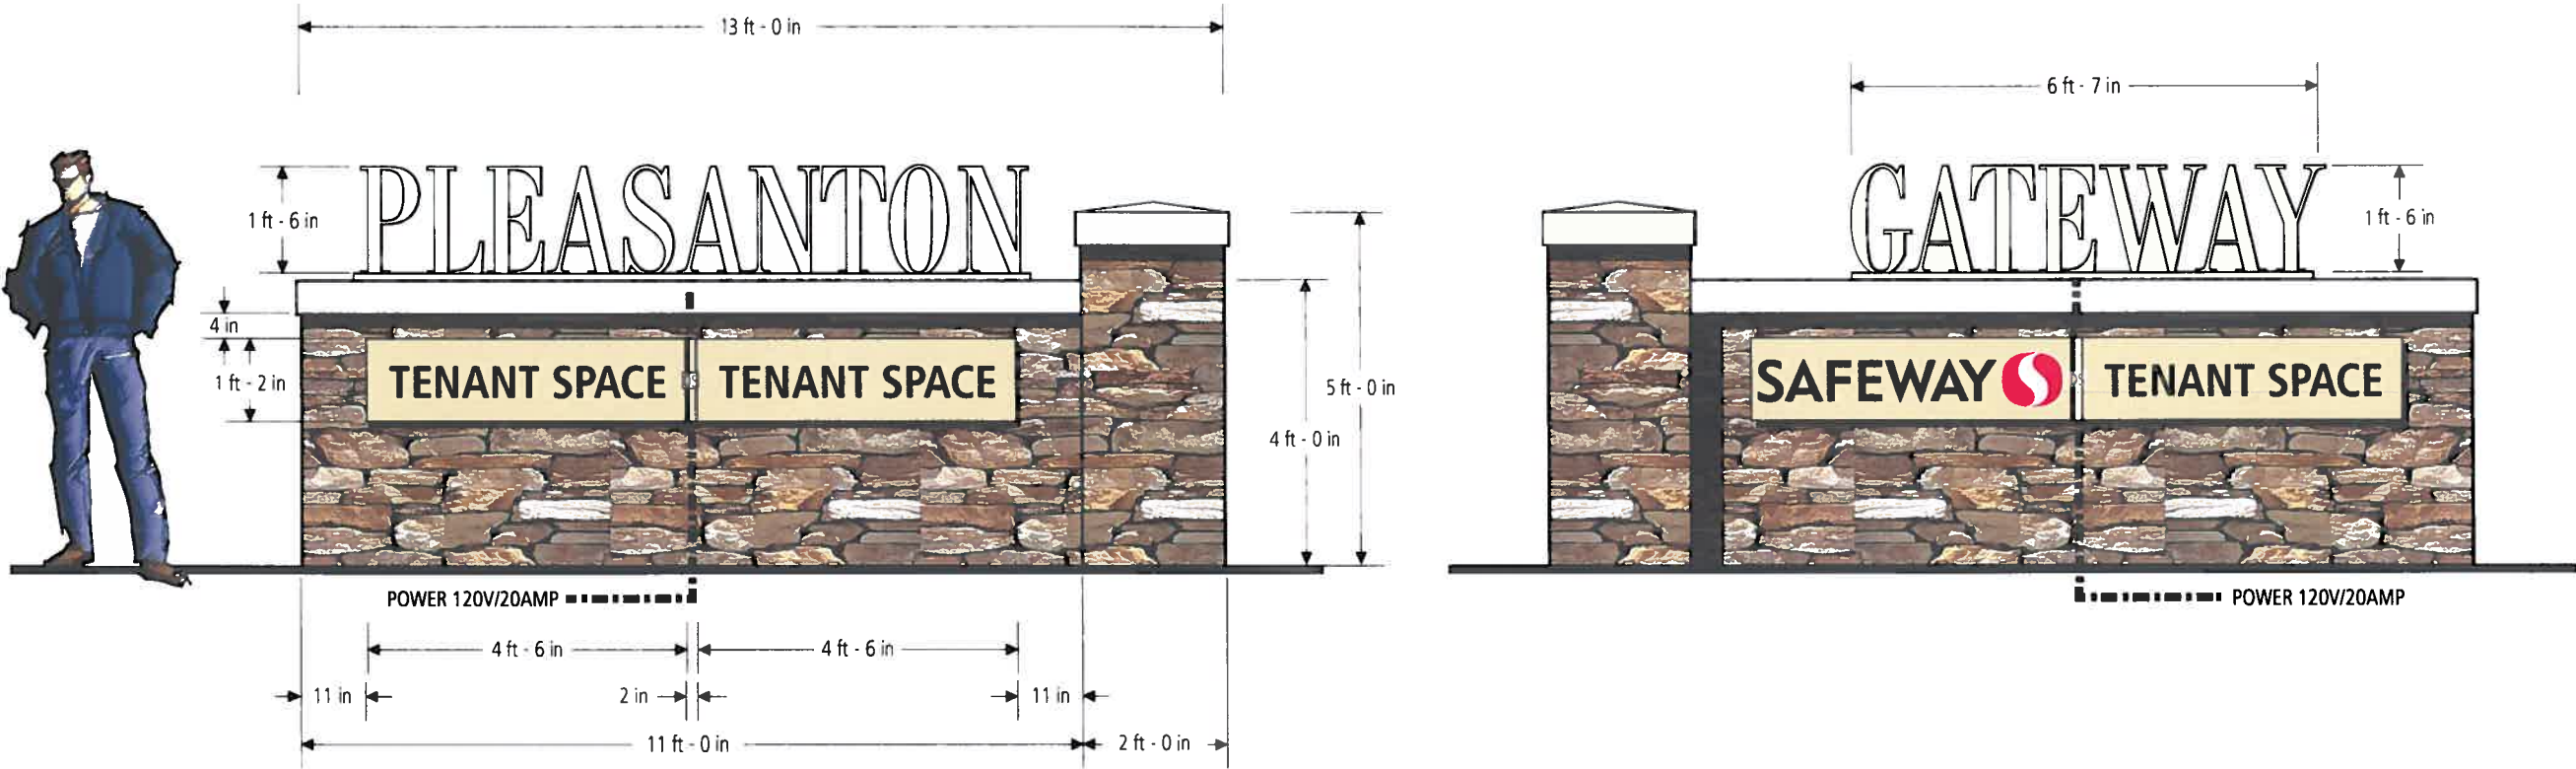 13 ft - 0 in
6 ft - 7 in
PLEASANTON
GATEWAY
1 ft - 6 in
1 ft - 6 in
4 in
1 ft - 2 in
TENANT SPACE
TENANT SPACE
5 ft - 0 in
4 ft - 0 in
SAFEWAY
TENANT SPACE
POWER 120V/20AMP
POWER 120V/20AMP
4 ft - 6 in
4 ft - 6 in
11 in
2 in
11 in
11 ft - 0 in
2 ft - 0 in